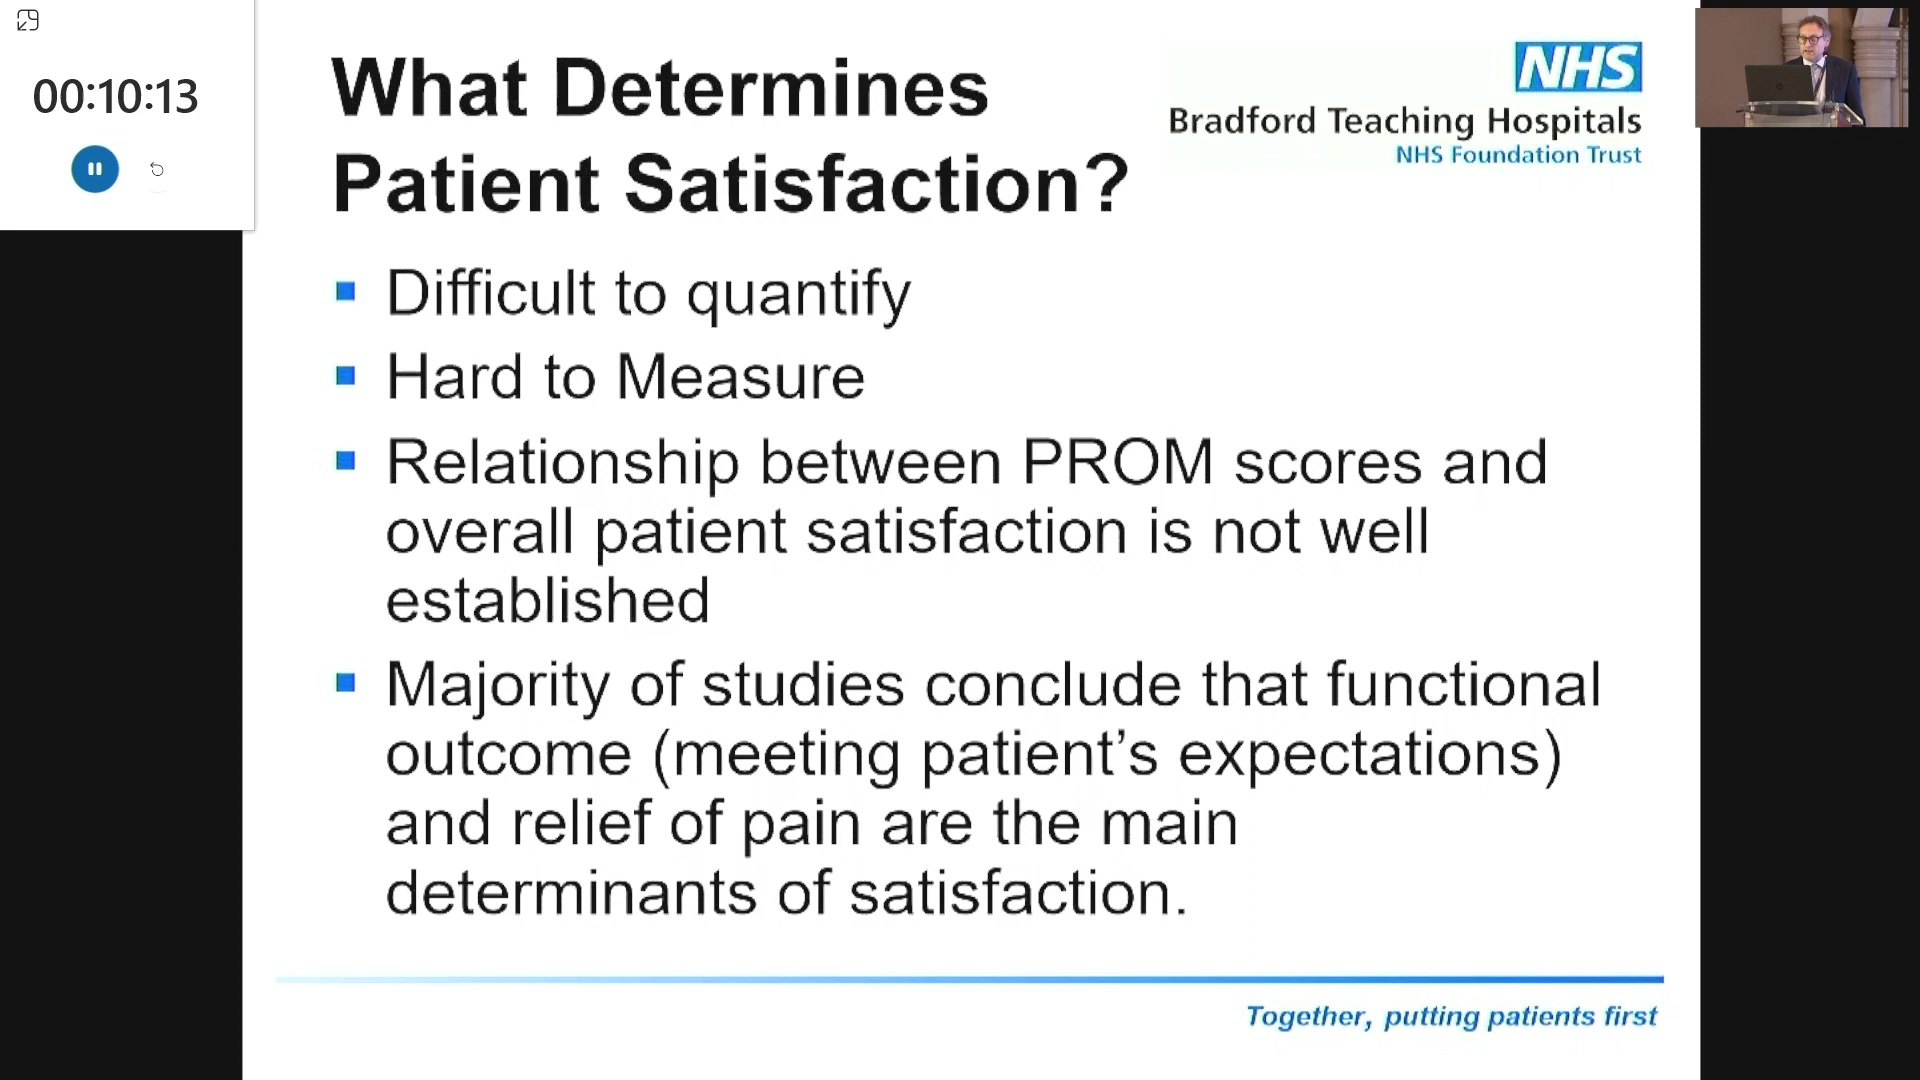 00:10:13
What Determines
Patient Satisfaction?
NHS
Bradford Teaching Hospitals
NHS Foundation Trust
Difficult to quantify
Hard to Measure
Relationship between PROM scores and
overall patient satisfaction is not well
established
Majority of studies conclude that functional
outcome (meeting patient’s expectations)
and relief of pain are the main
determinants of satisfaction.
Together, putting patients first